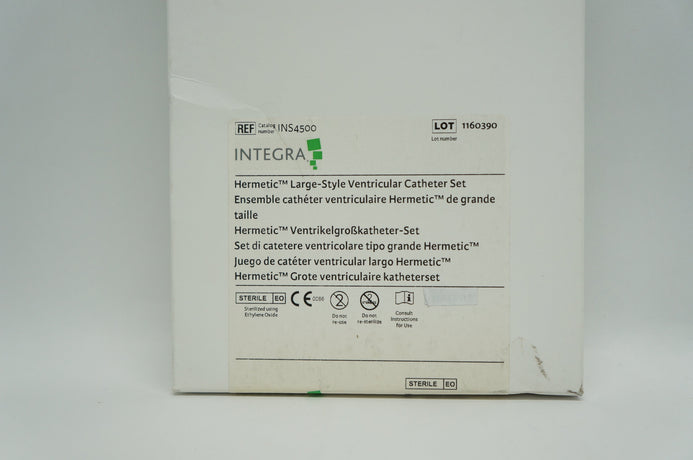 REF Catalog number INS4500
LOT 1160390
Lot number
INTEGRA
Hermetic™ Large-Style Ventricular Catheter Set
Ensemble cathéter ventriculaire Hermetic™ de grande
taille
Hermetic™ Ventrikelgroßkatheter-Set
Set di catetere ventricolare tipo grande Hermetic™
Juego de catéter ventricular largo Hermetic™
Hermetic™ Grote ventriculaire katheterset
STERILE EO
Sterilized using
Ethylene Oxide
CE 0086
2
Do not
re-use
2
STERILIZE
Do not
re-sterilize
i
Consult
Instructions
for Use
STERILE EO